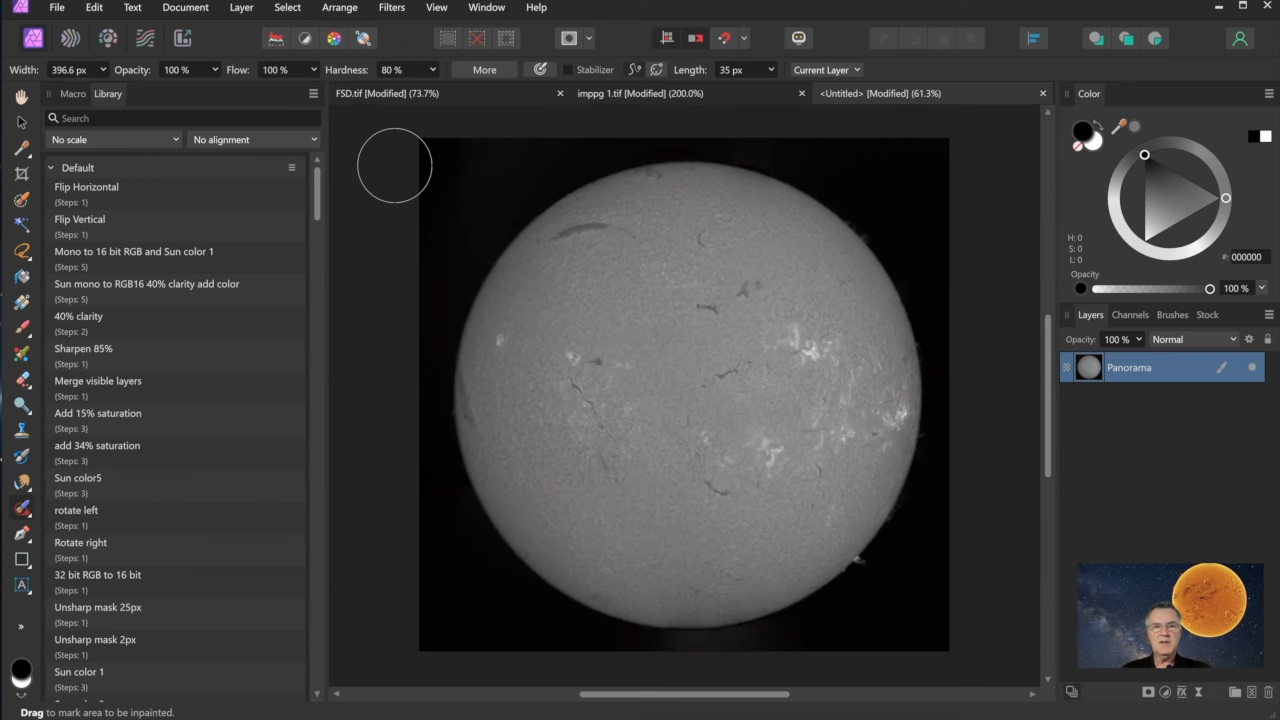 File Edit Text Document Layer Select Arrange Filters View Window Help
Width: 396.6 px Opacity: 100 % Flow: 100 % Hardness: 80 % More Stabilizer Length: 35 px Current Layer
Macro Library
FSD.tif [Modified] (73.7%) imppg 1.tif [Modified] (200.0%) <Untitled> [Modified] (61.3%)
Color
Search
No scale No alignment
Default
Flip Horizontal
(Steps: 1)
Flip Vertical
(Steps: 1)
Mono to 16 bit RGB and Sun color 1
(Steps: 5)
Sun mono to RGB16 40% clarity add color
(Steps: 5)
40% clarity
(Steps: 2)
Sharpen 85%
(Steps: 1)
Merge visible layers
(Steps: 1)
Add 15% saturation
(Steps: 3)
add 34% saturation
(Steps: 3)
Sun color5
(Steps: 3)
rotate left
(Steps: 1)
Rotate right
(Steps: 1)
32 bit RGB to 16 bit
(Steps: 1)
Unsharp mask 25px
(Steps: 1)
Unsharp mask 2px
(Steps: 1)
Sun color 1
(Steps: 3)
H: 0
S: 0
L: 0
#: 000000
Opacity
100 %
Layers Channels Brushes Stock
Opacity: 100 % Normal
Panorama
A
Drag to mark area to be inpainted.